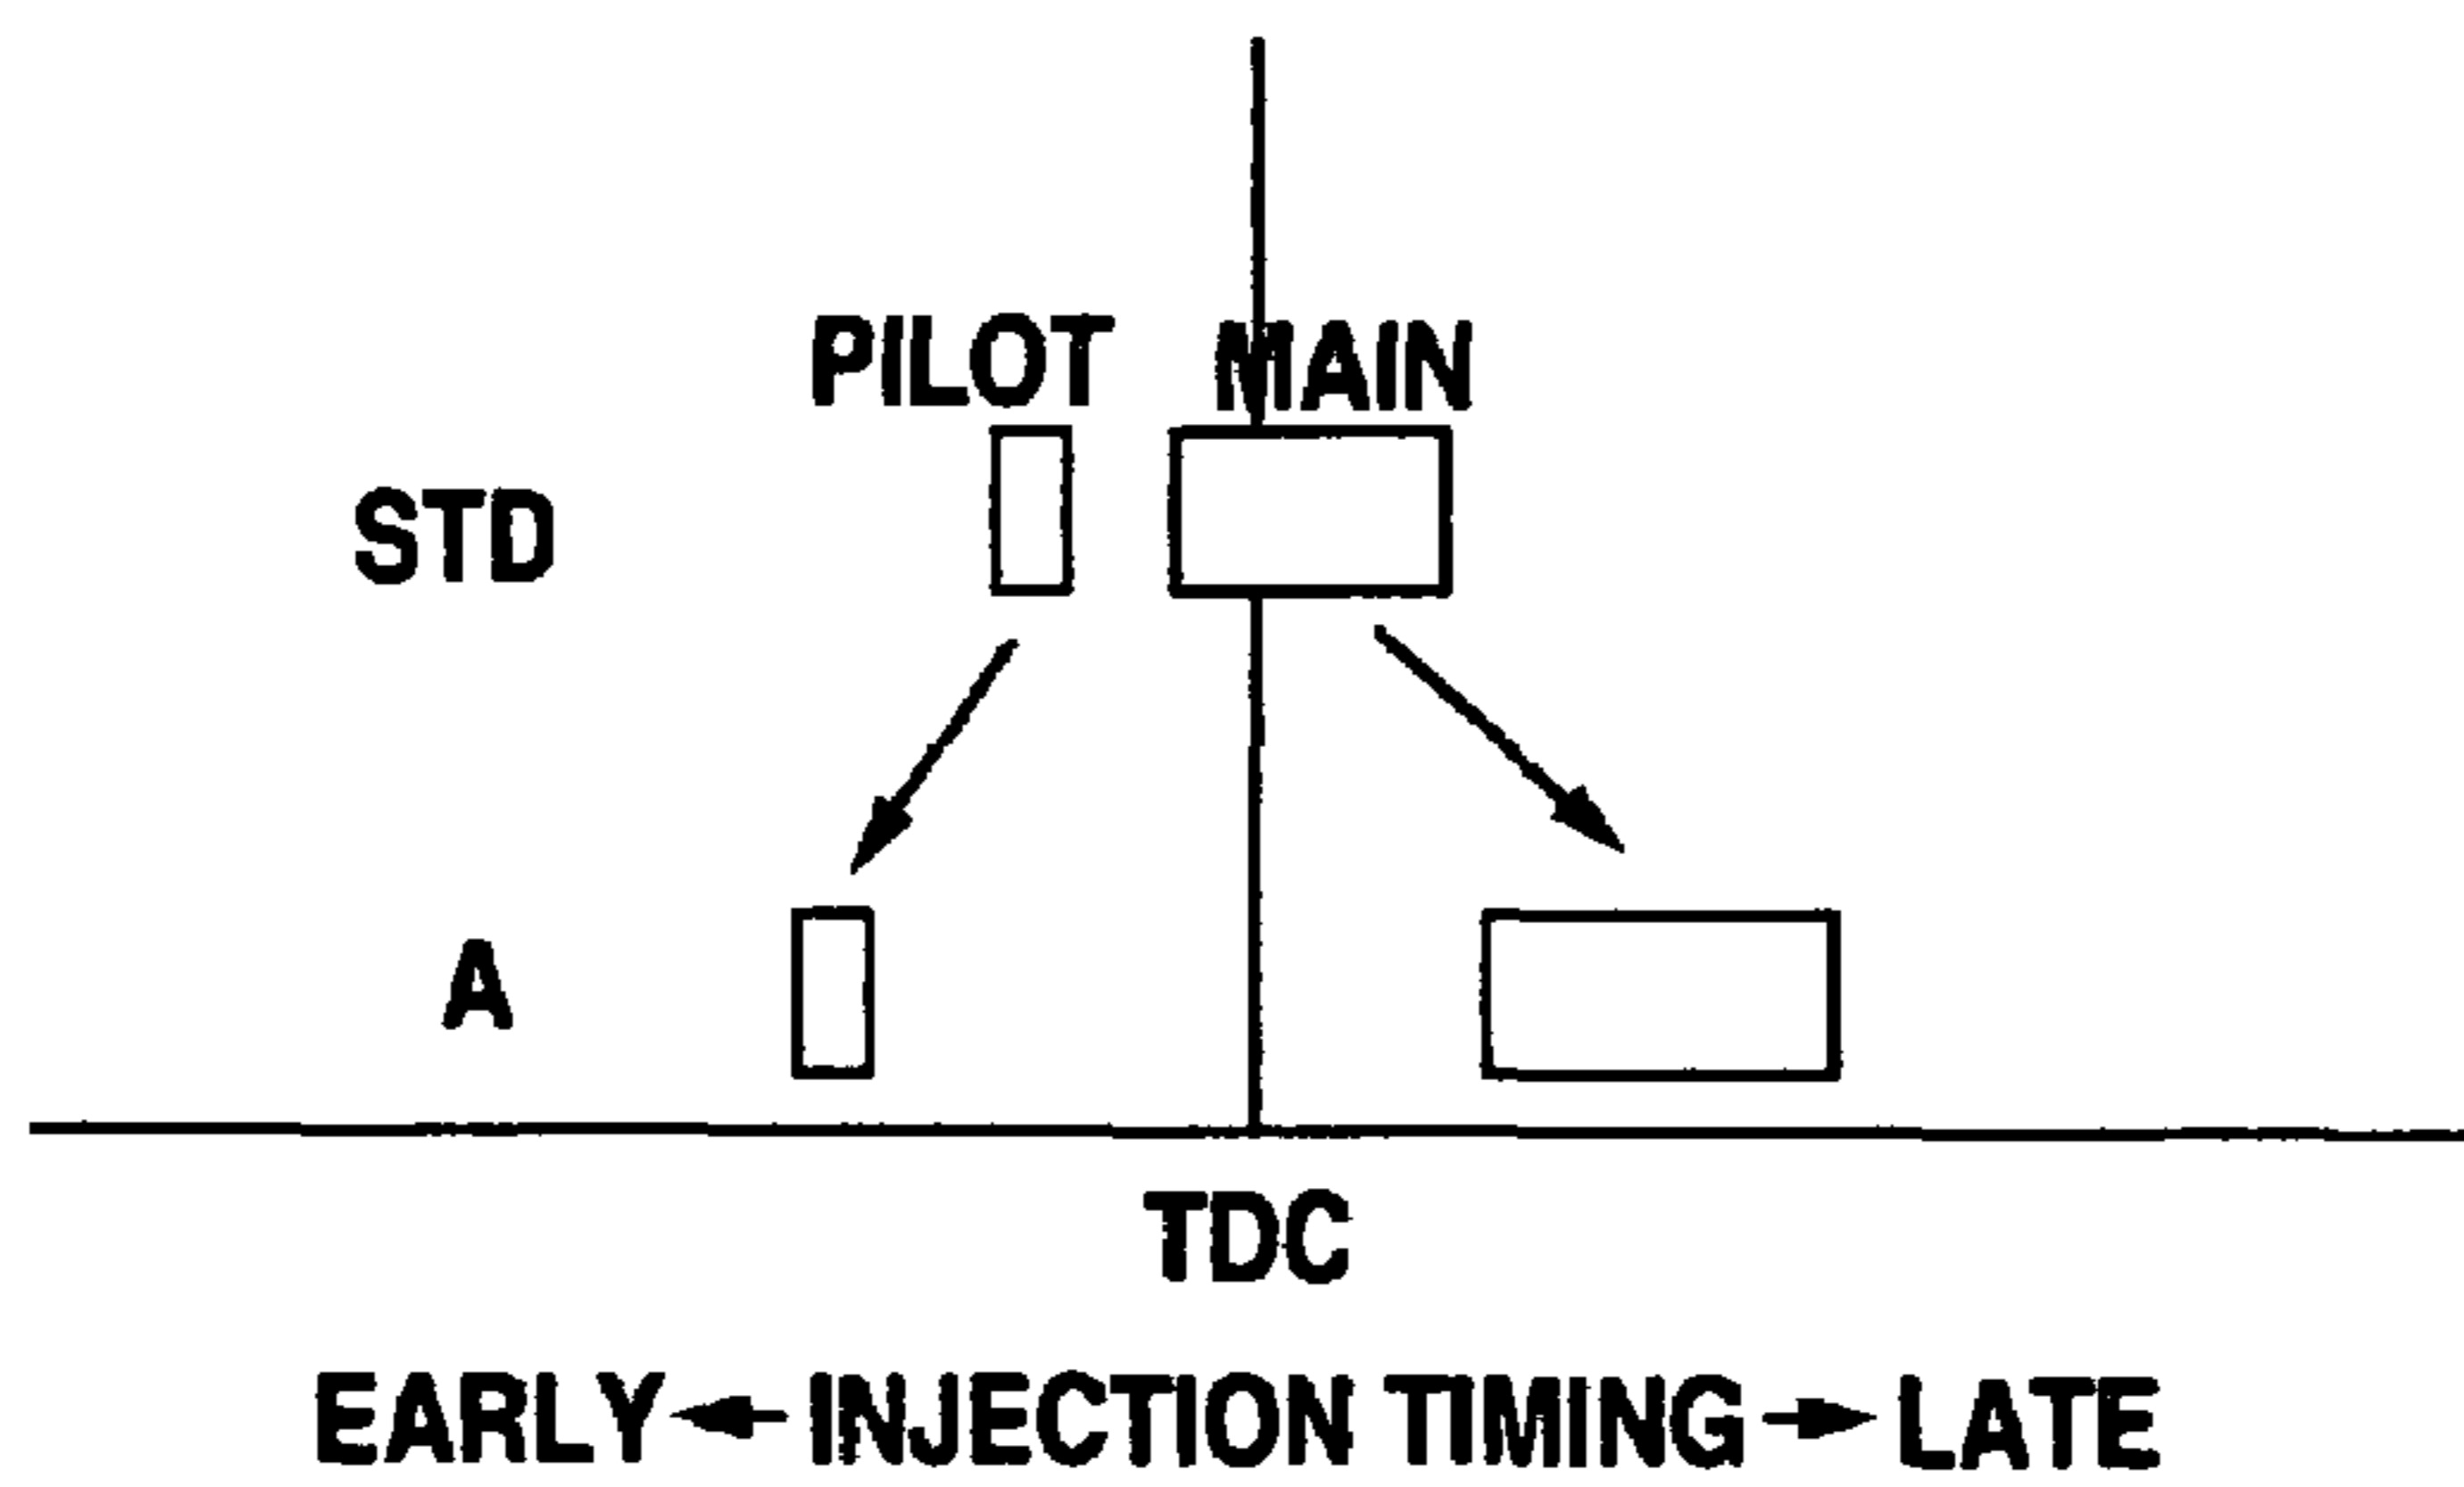 PILOT MAIN
STD
A
TDC
EARLY ← INJECTION TIMING → LATE